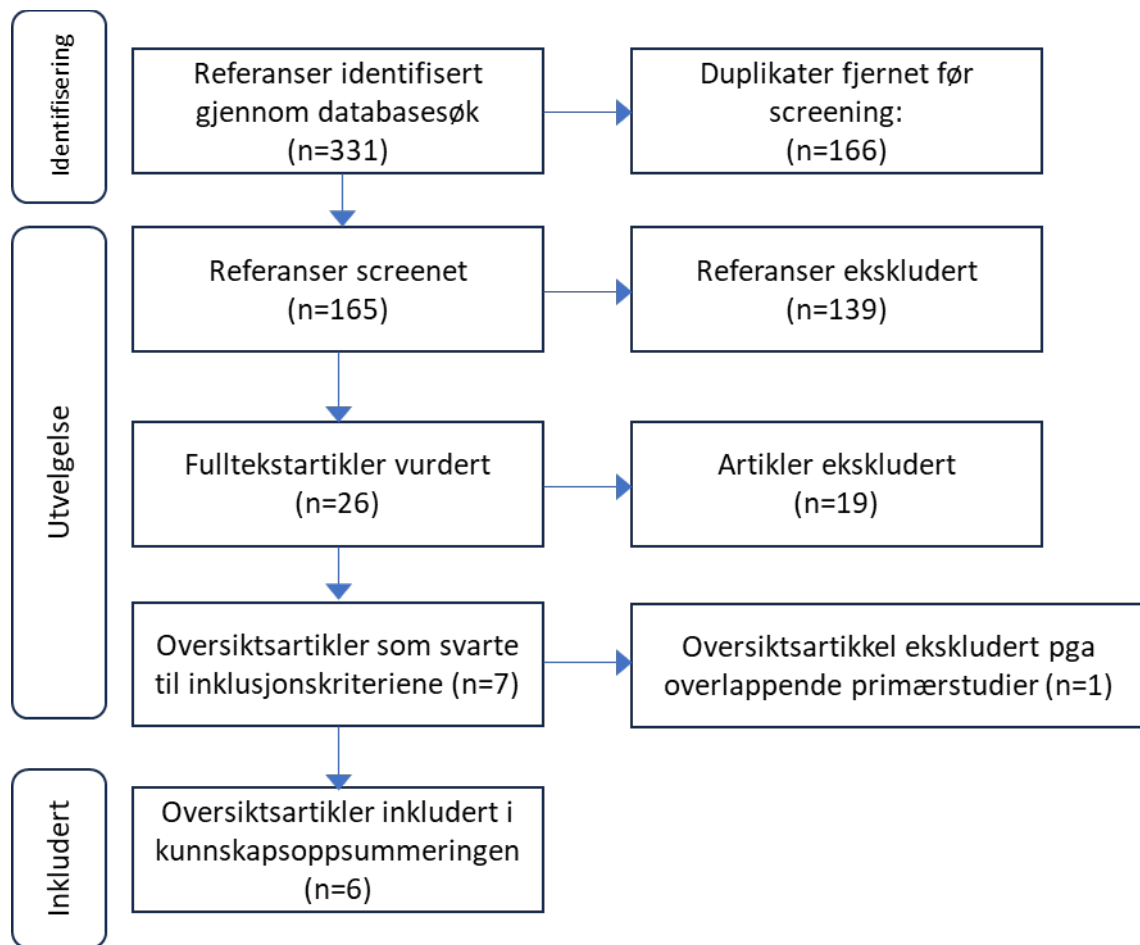 Identifisering
Referanser identifisert
gjennom databasesøk
(n=331)
Duplikater fjernet før
screening:
(n=166)
Utvelgelse
Referanser screenet
(n=165)
Referanser ekskludert
(n=139)
Fulltekstartikler vurdert
(n=26)
Artikler ekskludert
(n=19)
Oversiktsartikler som svarte
til inklusjonskriteriene (n=7)
Oversiktsartikkel ekskludert pga
overlappende primærstudier (n=1)
Inkludert
Oversiktsartikler inkludert i
kunnskapsoppsummeringen
(n=6)